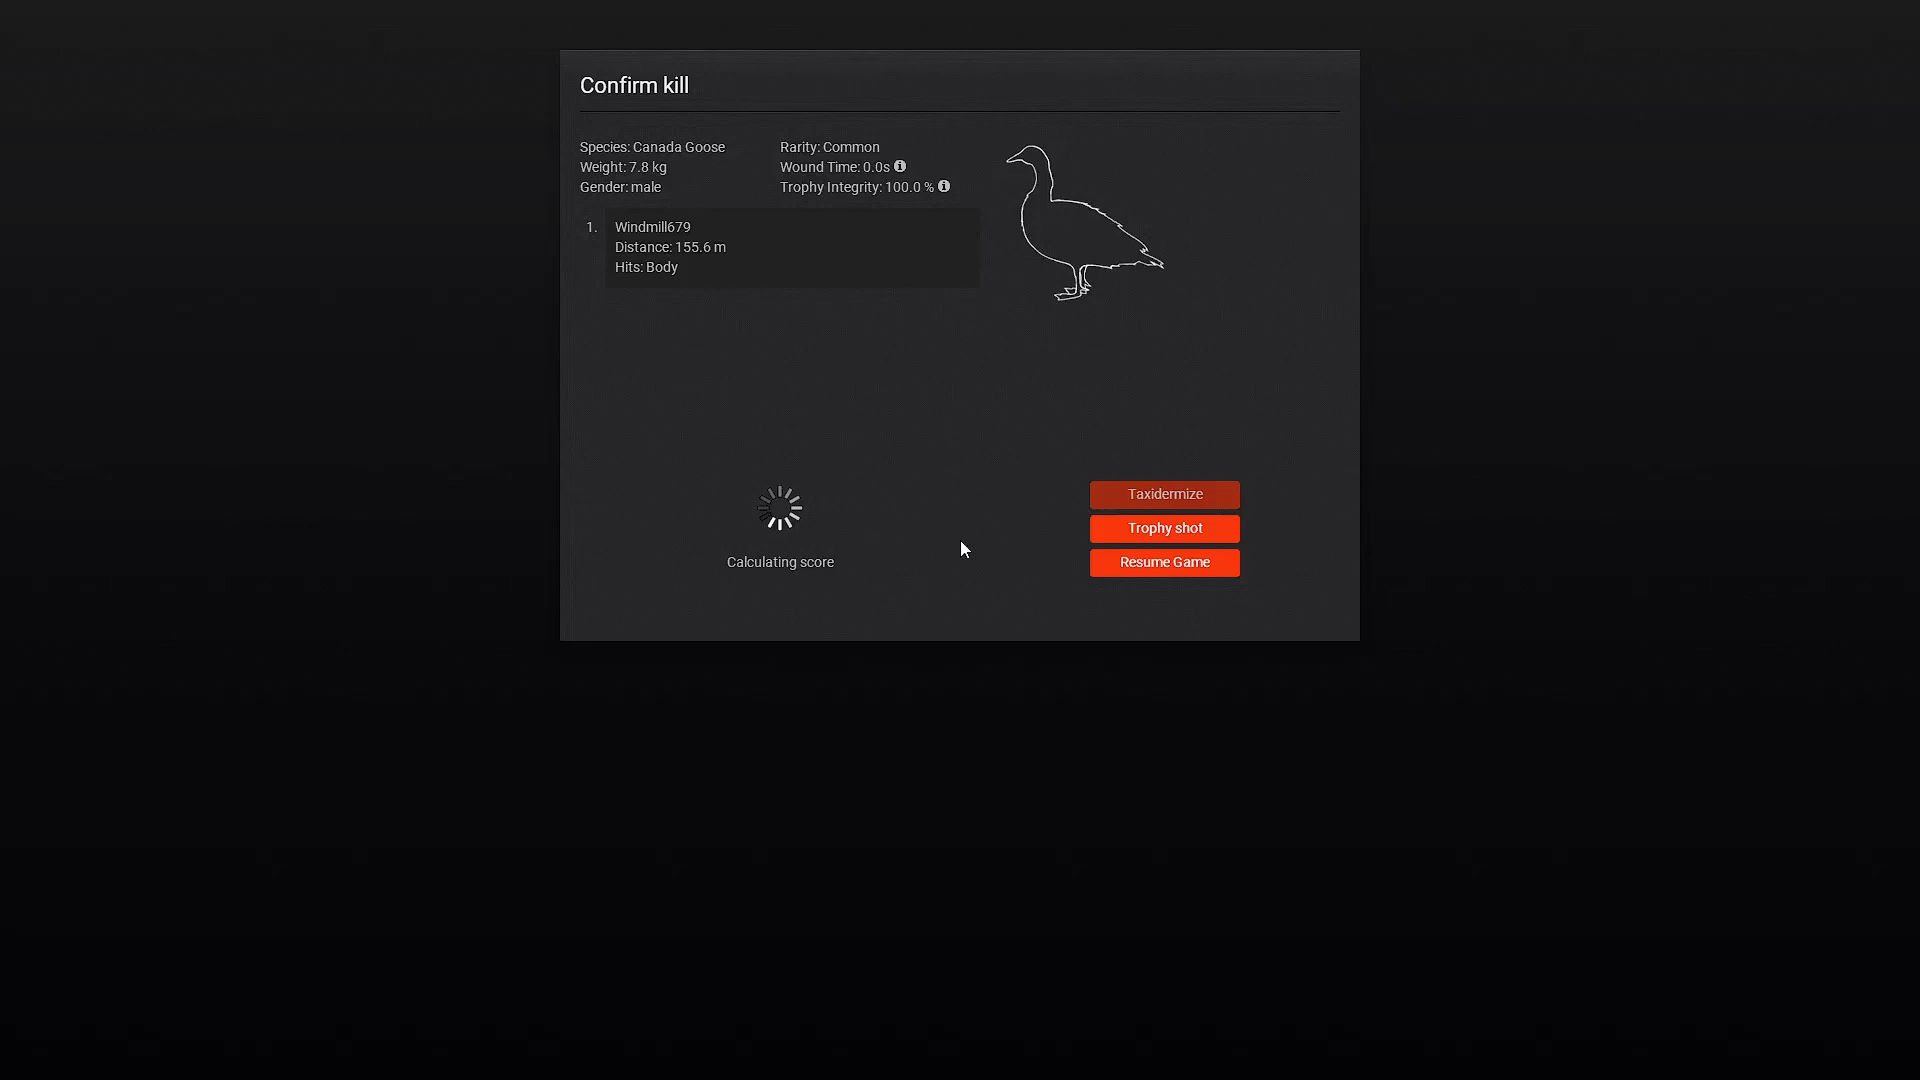 Confirm kill
Species: Canada Goose
Weight: 7.8 kg
Gender: male
Rarity: Common
Wound Time: 0.0s
Trophy Integrity: 100.0 %
1.
Windmill679
Distance: 155.6 m
Hits: Body
Calculating score
Taxidermize
Trophy shot
Resume Game